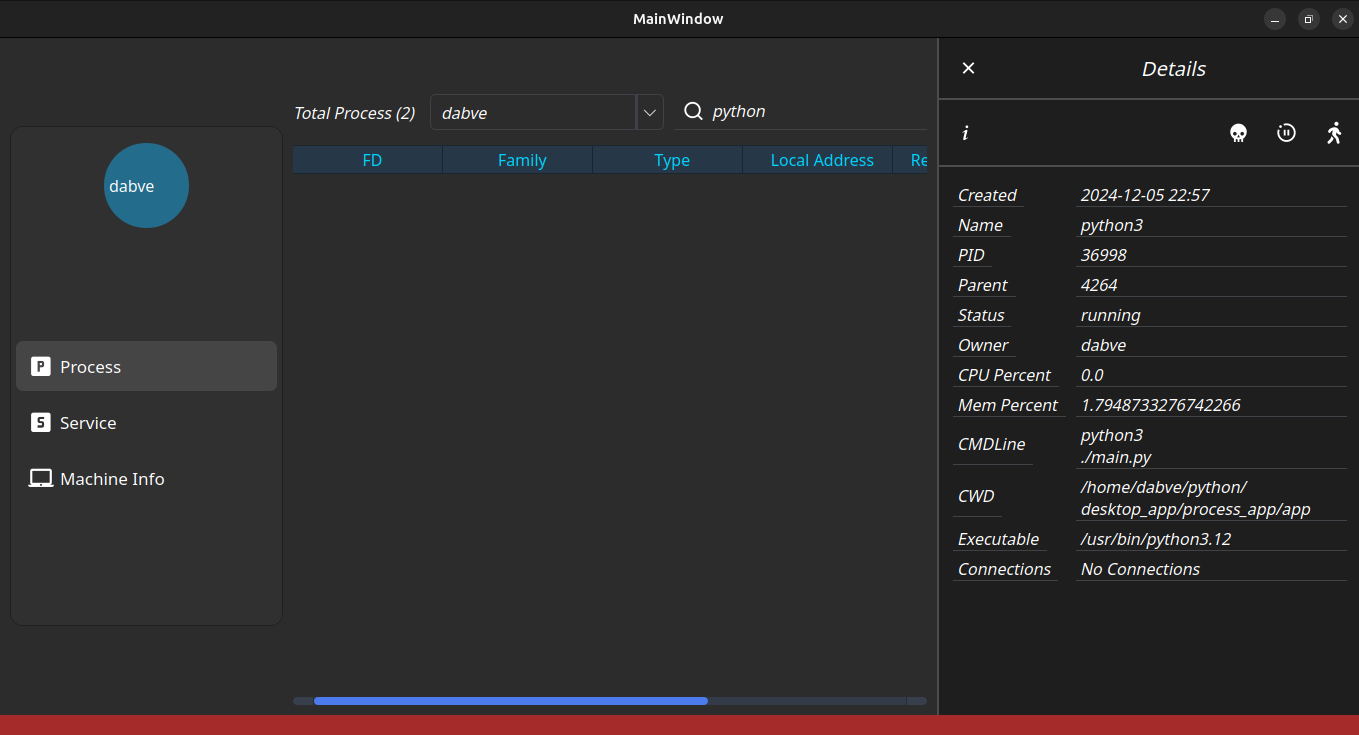 MainWindow
Details
Total Process (2)
dabve
python
FD
Family
Type
Local Address
Re
dabve
Process
Service
Machine Info
Created 2024-12-05 22:57
Name python3
PID 36998
Parent 4264
Status running
Owner dabve
CPU Percent 0.0
Mem Percent 1.7948733276742266
CMDLine python3
./main.py
CWD /home/dabve/python/
desktop_app/process_app/app
Executable /usr/bin/python3.12
Connections No Connections